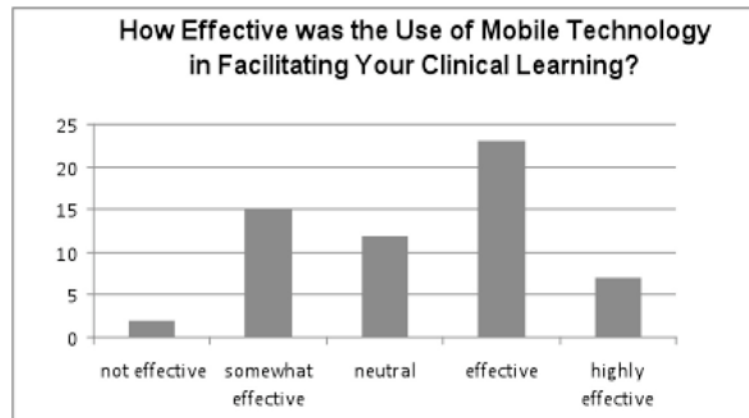 How Effective was the Use of Mobile Technology
in Facilitating Your Clinical Learning?
25
20
15
10
5
0
not effective
somewhat
effective
neutral
effective
highly
effective